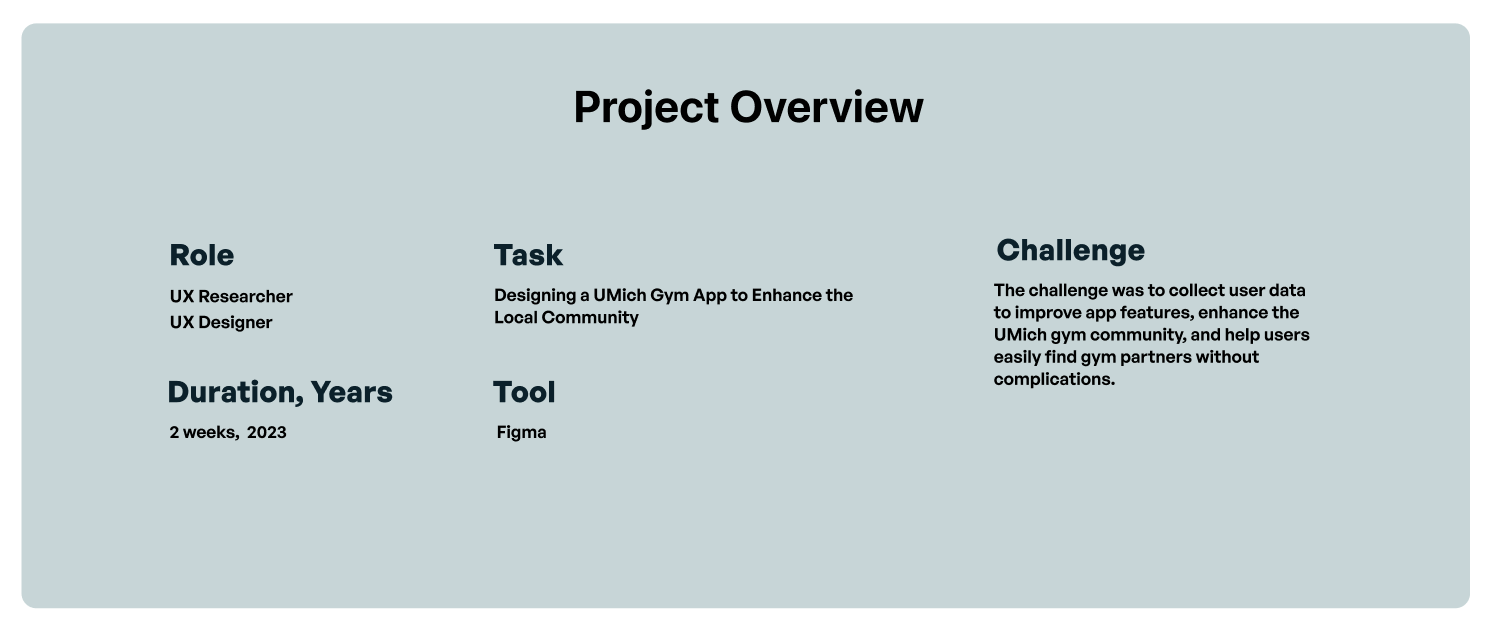 Project Overview
Role
UX Researcher
UX Designer
Duration, Years
2 weeks, 2023
Task
Designing a UMich Gym App to Enhance the
Local Community
Tool
Figma
Challenge
The challenge was to collect user data
to improve app features, enhance the
UMich gym community, and help users
easily find gym partners without
complications.